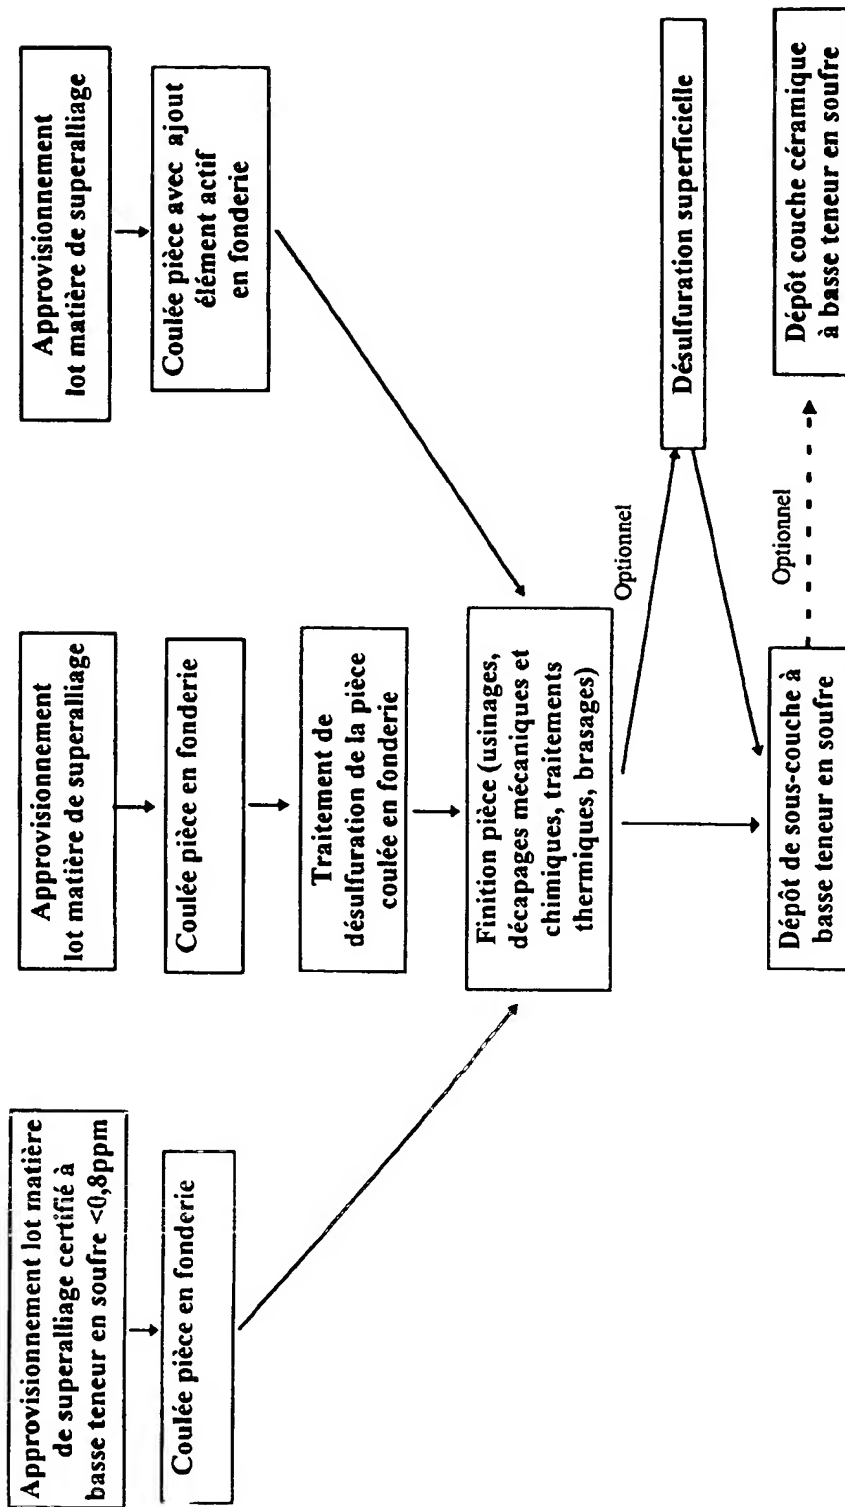 Approvisionnement lot matière
de superalliage certifié à
basse teneur en soufre <0,8ppm
Coulée pièce en fonderie
Approvisionnement
lot matière de superalliage
Coulée pièce en fonderie
Traitement de
désulfuration de la pièce
coulée en fonderie
Approvisionnement
lot matière de superalliage
Coulée pièce avec ajout
élément actif
en fonderie
Finition pièce (usinages,
décapages mécaniques et
chimiques, traitements
thermiques, brasages)
Optionnel
Désulfuration superficielle
Dépôt de sous-couche à
basse teneur en soufre
Optionnel
Dépôt couche céramique
à basse teneur en soufre